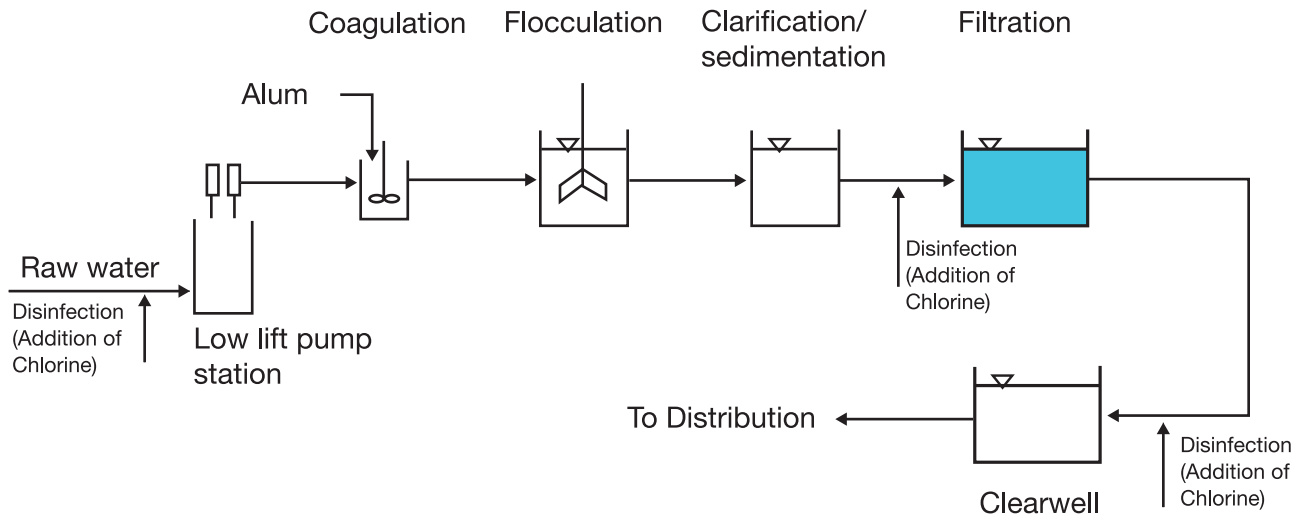 Coagulation
Flocculation
Clarification/
sedimentation
Filtration
Alum
Raw water
Disinfection
(Addition of
Chlorine)
Low lift pump
station
Disinfection
(Addition of
Chlorine)
To Distribution
Disinfection
(Addition of
Chlorine)
Clearwell